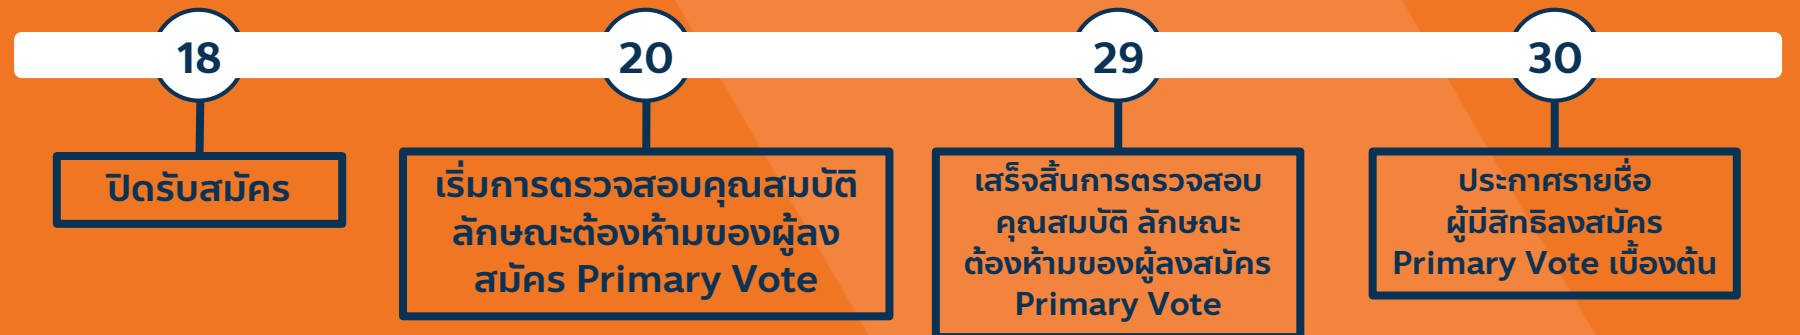 18
20
29
30
ปิดรับสมัคร
เริ่มการตรวจสอบคุณสมบัติ
ลักษณะต้องห้ามของผู้ลง
สมัคร Primary Vote
เสร็จสิ้นการตรวจสอบ
คุณสมบัติ ลักษณะ
ต้องห้ามของผู้ลงสมัคร
Primary Vote
ประกาศรายชื่อ
ผู้มีสิทธิลงสมัคร
Primary Vote เบื้องต้น